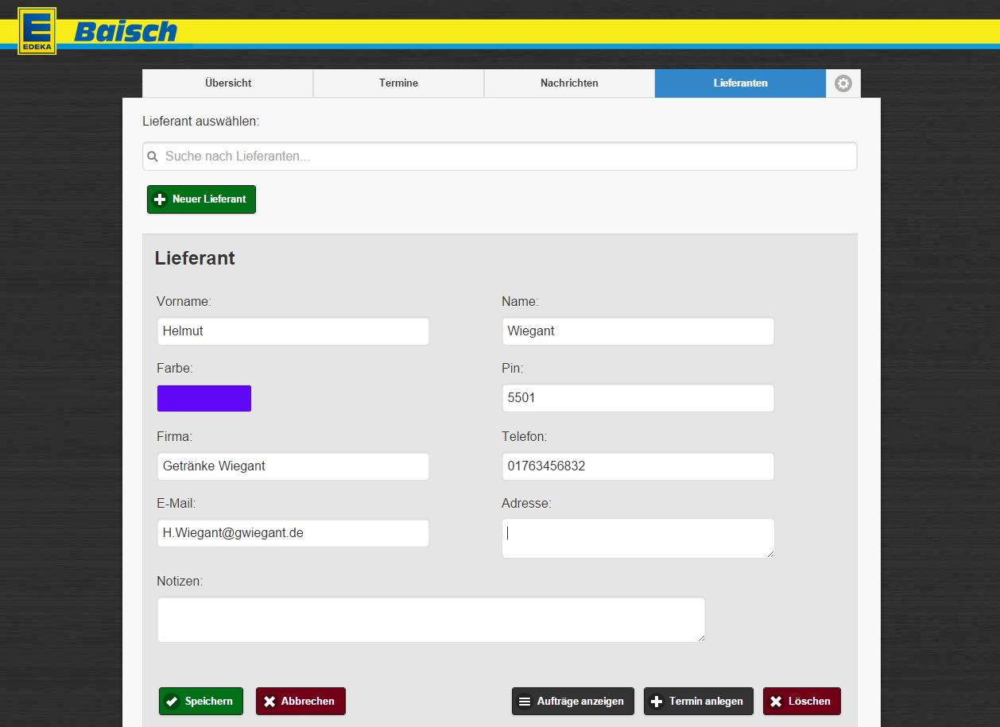 E
EDEKA
Baisch
Übersicht Termine Nachrichten Lieferanten
Lieferant auswählen:
Suche nach Lieferanten...
Neuer Lieferant
Lieferant
Vorname: Name:
Helmut Wiegant
Farbe: Pin:
5501
Firma: Telefon:
Getränke Wiegant 01763456832
E-Mail: Adresse:
H.Wiegant@gwiegant.de
Notizen:
Speichern Abbrechen Aufträge anzeigen Termin anlegen Löschen